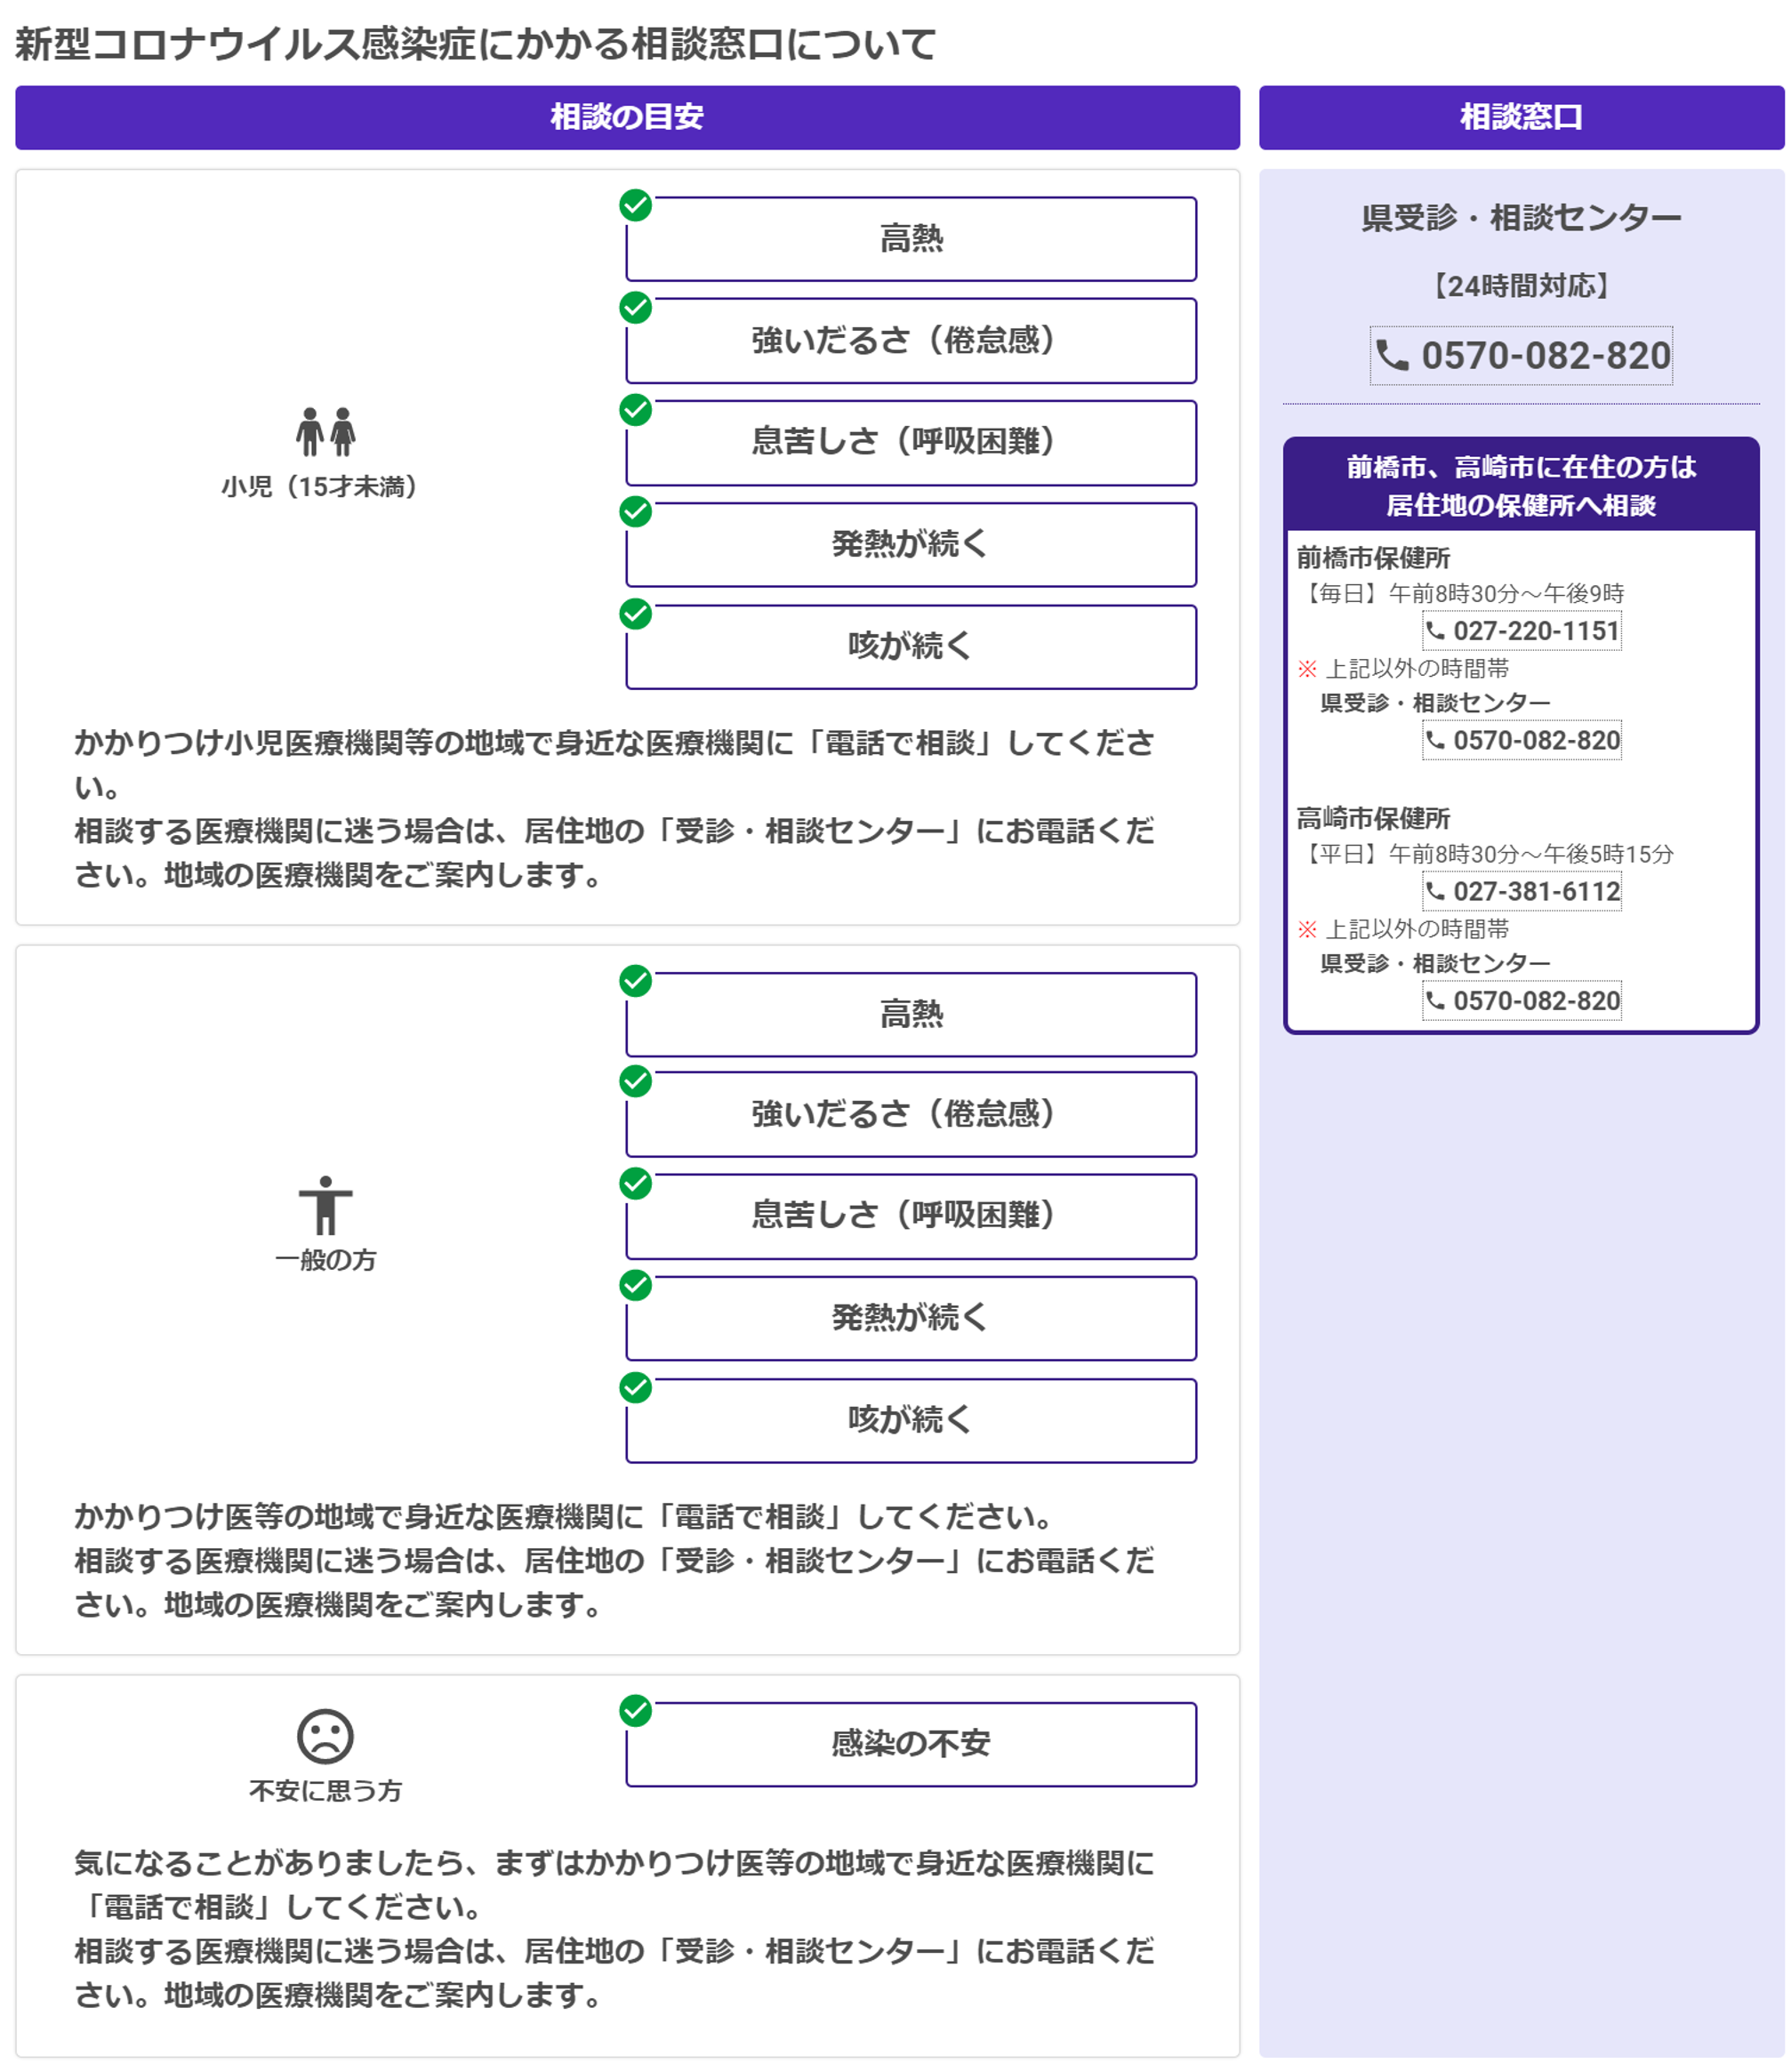 新型コロナウイルス感染症にかかる相談窓口について
相談の目安
高熱
強いだるさ（倦怠感）
息苦しさ（呼吸困難）
発熱が続く
咳が続く
小児（15才未満）
かかりつけ小児医療機関等の地域で身近な医療機関に「電話で相談」してくださ
い。
相談する医療機関に迷う場合は、居住地の「受診・相談センター」にお電話くだ
さい。地域の医療機関をご案内します。
高熱
強いだるさ（倦怠感）
息苦しさ（呼吸困難）
発熱が続く
咳が続く
一般の方
かかりつけ医等の地域で身近な医療機関に「電話で相談」してください。
相談する医療機関に迷う場合は、居住地の「受診・相談センター」にお電話くだ
さい。地域の医療機関をご案内します。
感染の不安
不安に思う方
気になることがありましたら、まずはかかりつけ医等の地域で身近な医療機関に
「電話で相談」してください。
相談する医療機関に迷う場合は、居住地の「受診・相談センター」にお電話くだ
さい。地域の医療機関をご案内します。
相談窓口
県受診・相談センター
【24時間対応】
0570-082-820
前橋市、高崎市に在住の方は
居住地の保健所へ相談
前橋市保健所
【毎日】午前8時30分～午後9時
027-220-1151
※ 上記以外の時間帯
県受診・相談センター
0570-082-820
高崎市保健所
【平日】午前8時30分～午後5時15分
027-381-6112
※ 上記以外の時間帯
県受診・相談センター
0570-082-820